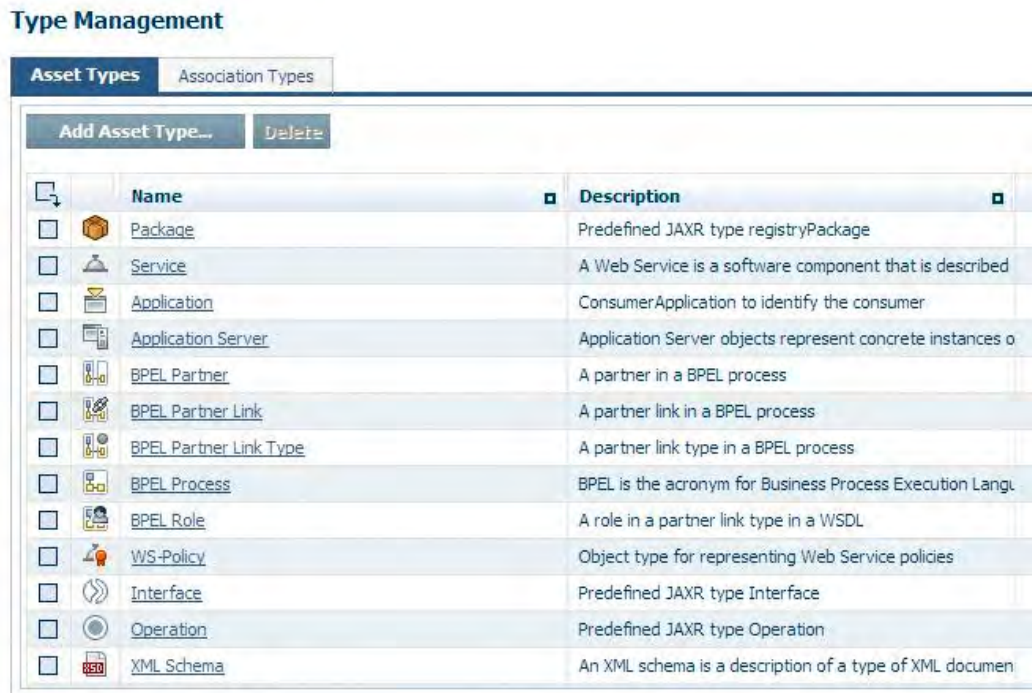 Type Management
Asset Types Association Types
Add Asset Type... Delete
Name Description
Package Predefined JAXR type registryPackage
Service A Web Service is a software component that is described
Application ConsumerApplication to identify the consumer
Application Server Application Server objects represent concrete instances o
BPEL Partner A partner in a BPEL process
BPEL Partner Link A partner link in a BPEL process
BPEL Partner Link Type A partner link type in a BPEL process
BPEL Process BPEL is the acronym for Business Process Execution Langu
BPEL Role A role in a partner link type in a WSDL
WS-Policy Object type for representing Web Service policies
Interface Predefined JAXR type Interface
Operation Predefined JAXR type Operation
XSD XML Schema An XML schema is a description of a type of XML documen